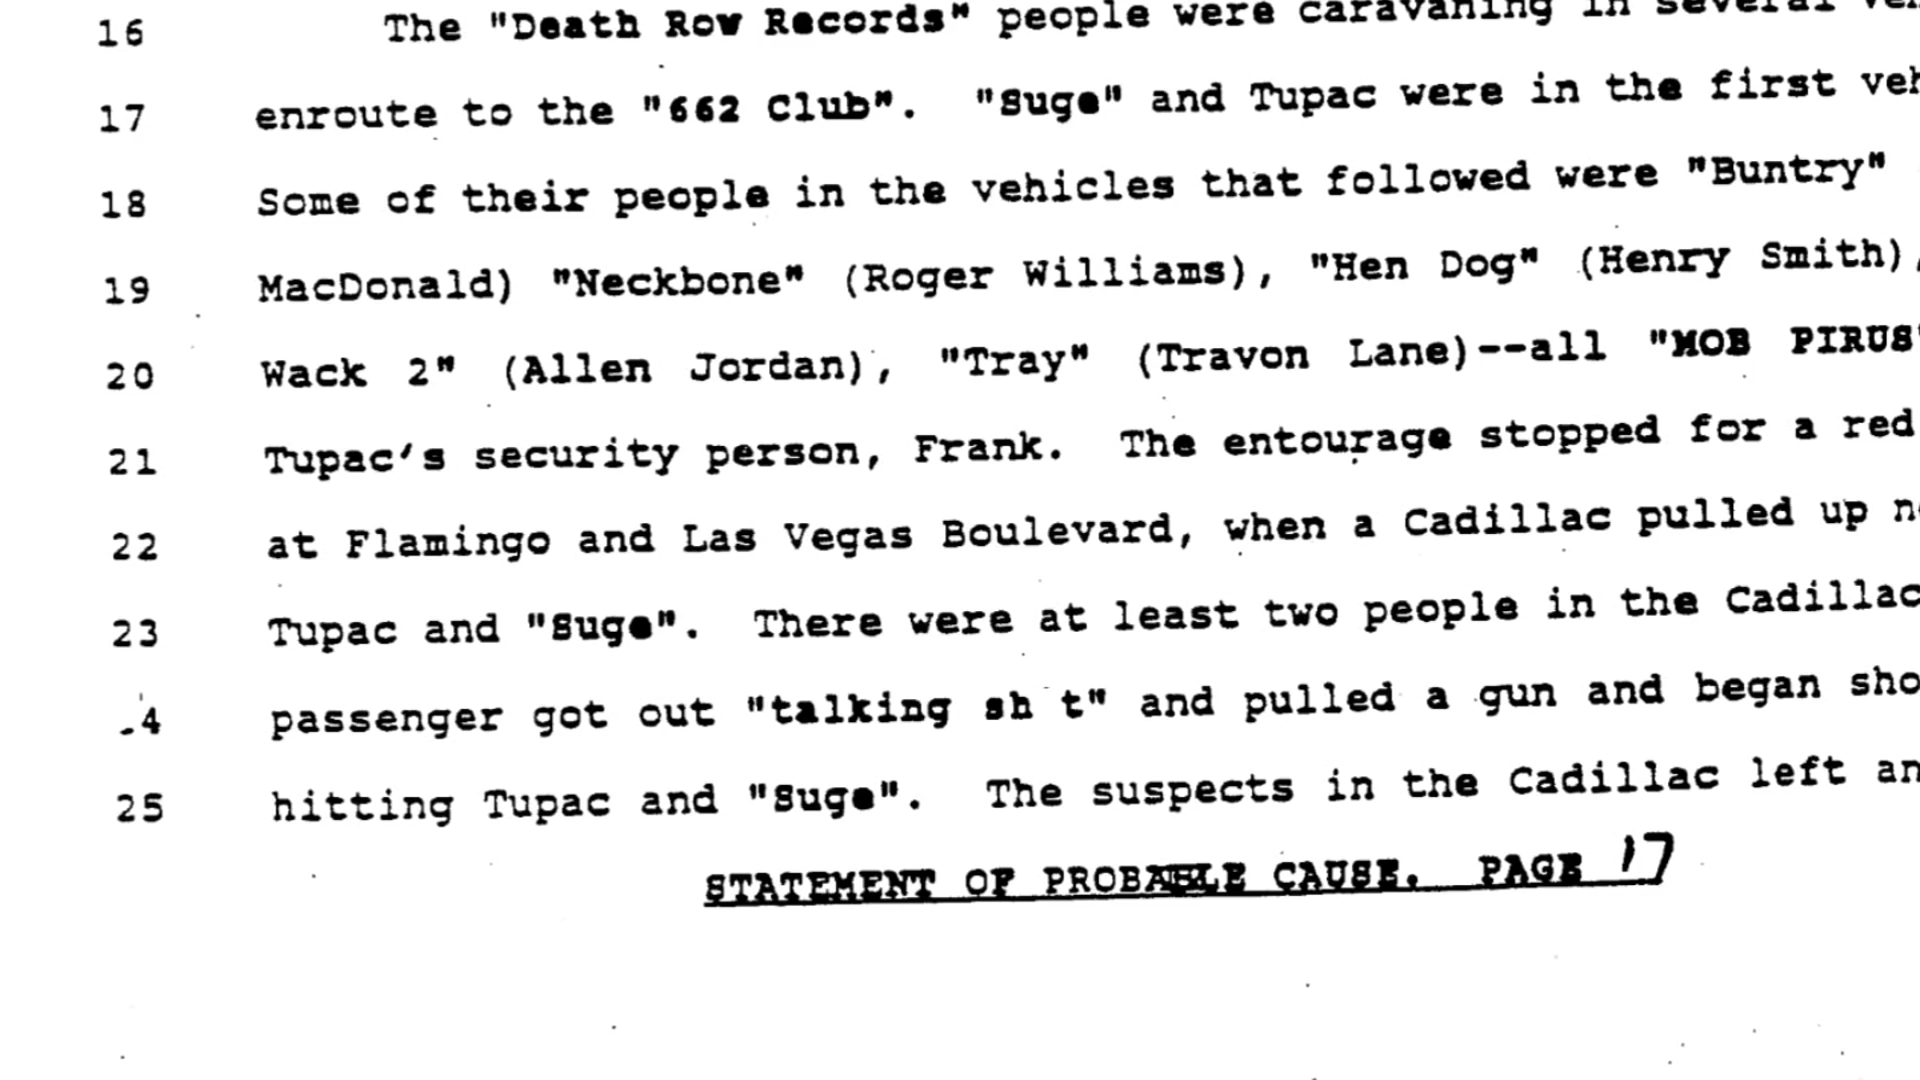 16 The "Death Row Records" people were caravaning in several
17 enroute to the "662 Club". "Suge" and Tupac were in the first veh
18 Some of their people in the vehicles that followed were "Buntry"
19 MacDonald) "Neckbone" (Roger Williams), "Hen Dog" (Henry Smith),
20 Wack 2" (Allen Jordan), "Tray" (Travon Lane)--all "MOB PIRUS"
21 Tupac's security person, Frank. The entourage stopped for a red
22 at Flamingo and Las Vegas Boulevard, when a Cadillac pulled up
23 Tupac and "Suge". There were at least two people in the Cadillac
4 passenger got out "talking sh t" and pulled a gun and began sho
25 hitting Tupac and "Suge". The suspects in the Cadillac left an
STATEMENT OF PROBABLE CAUSE. PAGE 17